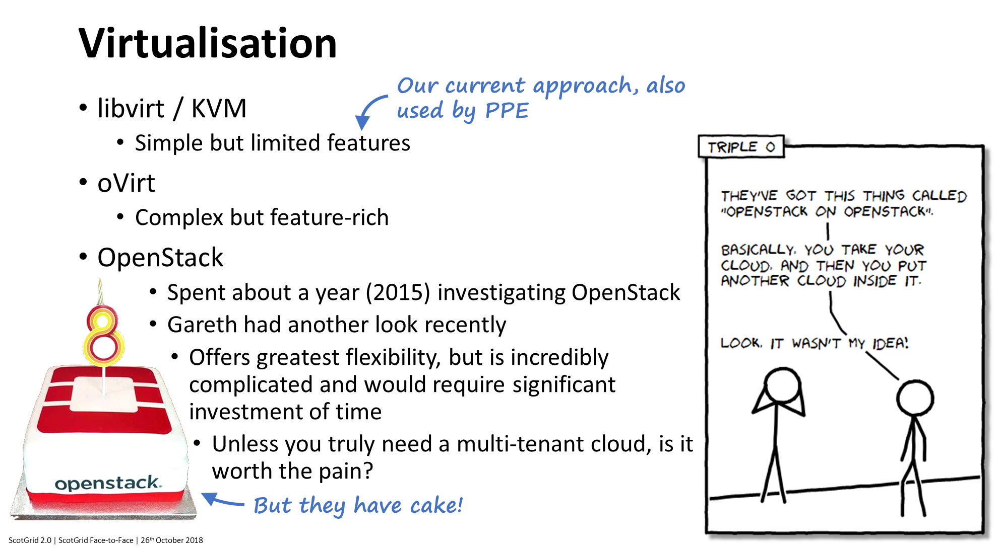 Virtualisation
Our current approach, also
used by PPE
• libvirt / KVM
• Simple but limited features
• oVirt
• Complex but feature-rich
• OpenStack
• Spent about a year (2015) investigating OpenStack
• Gareth had another look recently
• Offers greatest flexibility, but is incredibly
complicated and would require significant
investment of time
• Unless you truly need a multi-tenant cloud, is it
worth the pain?
8
openstack.
But they have cake!
TRIPLE O
THEY'VE GOT THIS THING CALLED
"OPENSTACK ON OPENSTACK".
BASICALLY, YOU TAKE YOUR
CLOUD, AND THEN YOU PUT
ANOTHER CLOUD INSIDE IT.
LOOK, IT WASN'T MY IDEA!
ScotGrid 2.0 | ScotGrid Face-to-Face | 26th October 2018